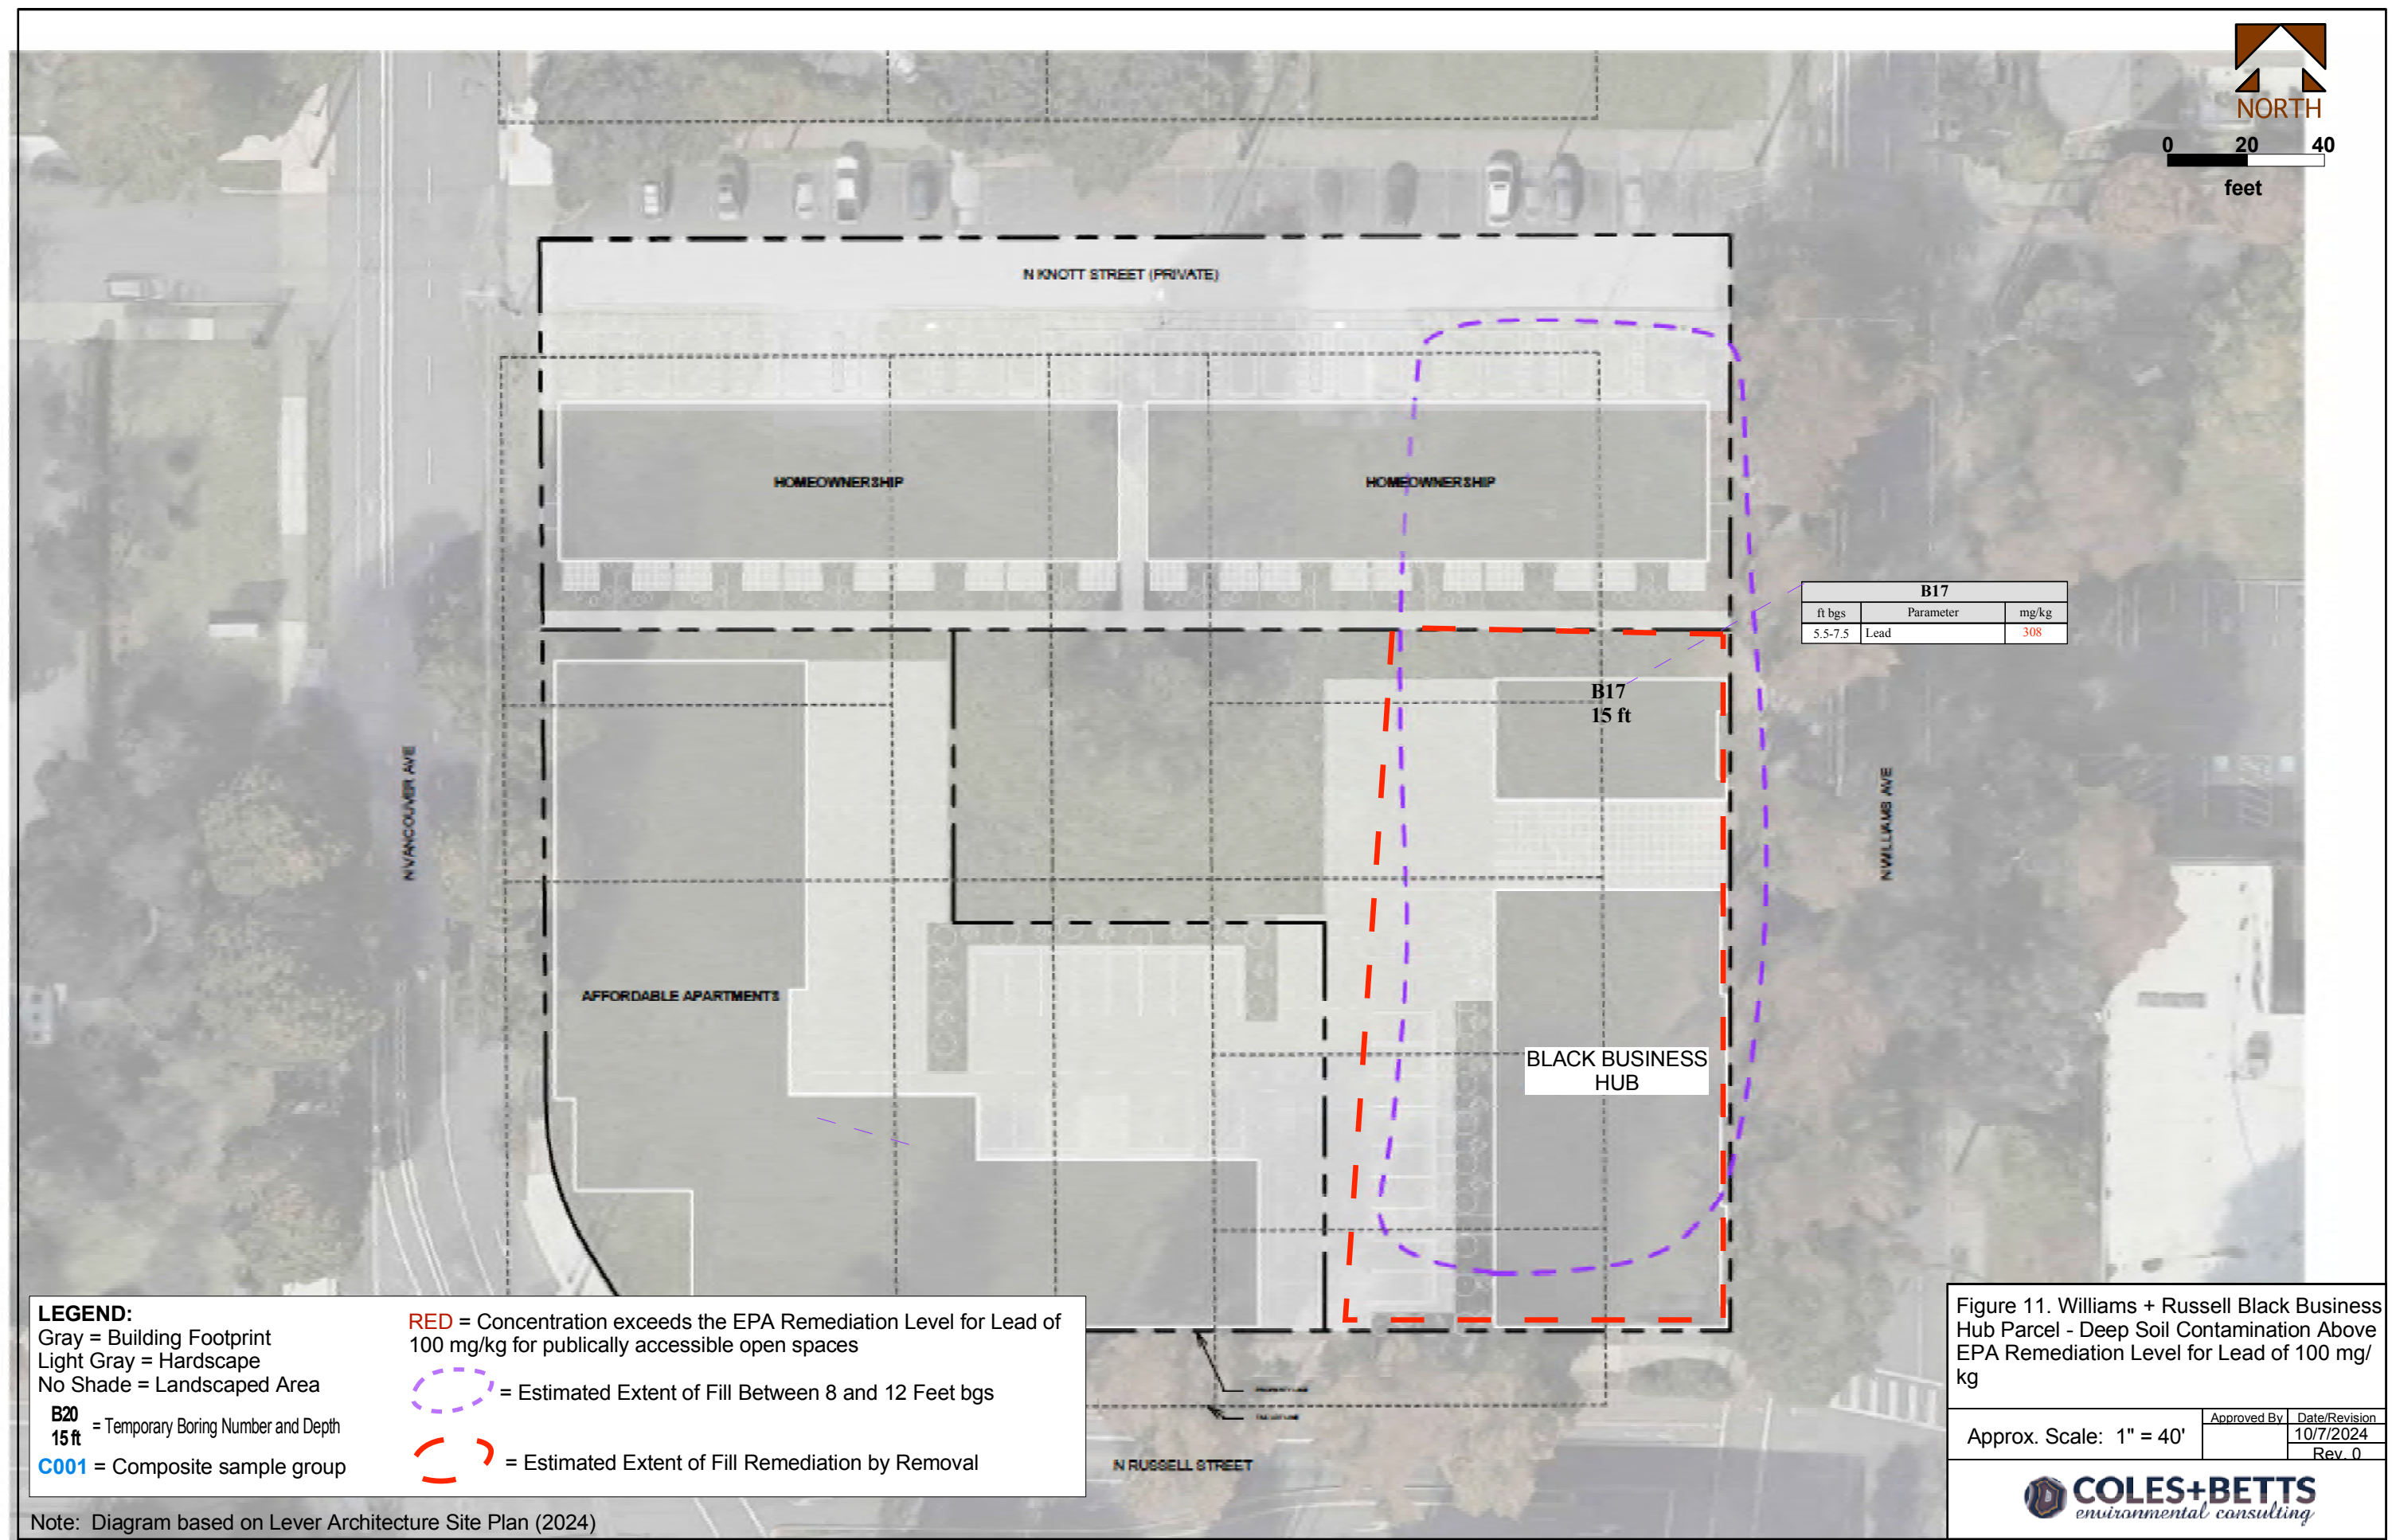 NORTH
0 20 40
feet
N KNOTT STREET (PRIVATE)
HOMEOWNERSHIP
HOMEOWNERSHIP
B17
ft bgs Parameter mg/kg
5.5-7.5 Lead 308
B17
15 ft
N VANCOUVER AVE
N WILLIAMS AVE
AFFORDABLE APARTMENTS
BLACK BUSINESS
HUB
N RUSSELL STREET
LEGEND:
Gray = Building Footprint
Light Gray = Hardscape
No Shade = Landscaped Area
B20
15 ft = Temporary Boring Number and Depth
C001 = Composite sample group
RED = Concentration exceeds the EPA Remediation Level for Lead of
100 mg/kg for publically accessible open spaces
= Estimated Extent of Fill Between 8 and 12 Feet bgs
= Estimated Extent of Fill Remediation by Removal
Note: Diagram based on Lever Architecture Site Plan (2024)
Figure 11. Williams + Russell Black Business
Hub Parcel - Deep Soil Contamination Above
EPA Remediation Level for Lead of 100 mg/
kg
Approx. Scale: 1" = 40'
Approved By
Date/Revision
10/7/2024
Rev. 0
COLES+BETTS
environmental consulting